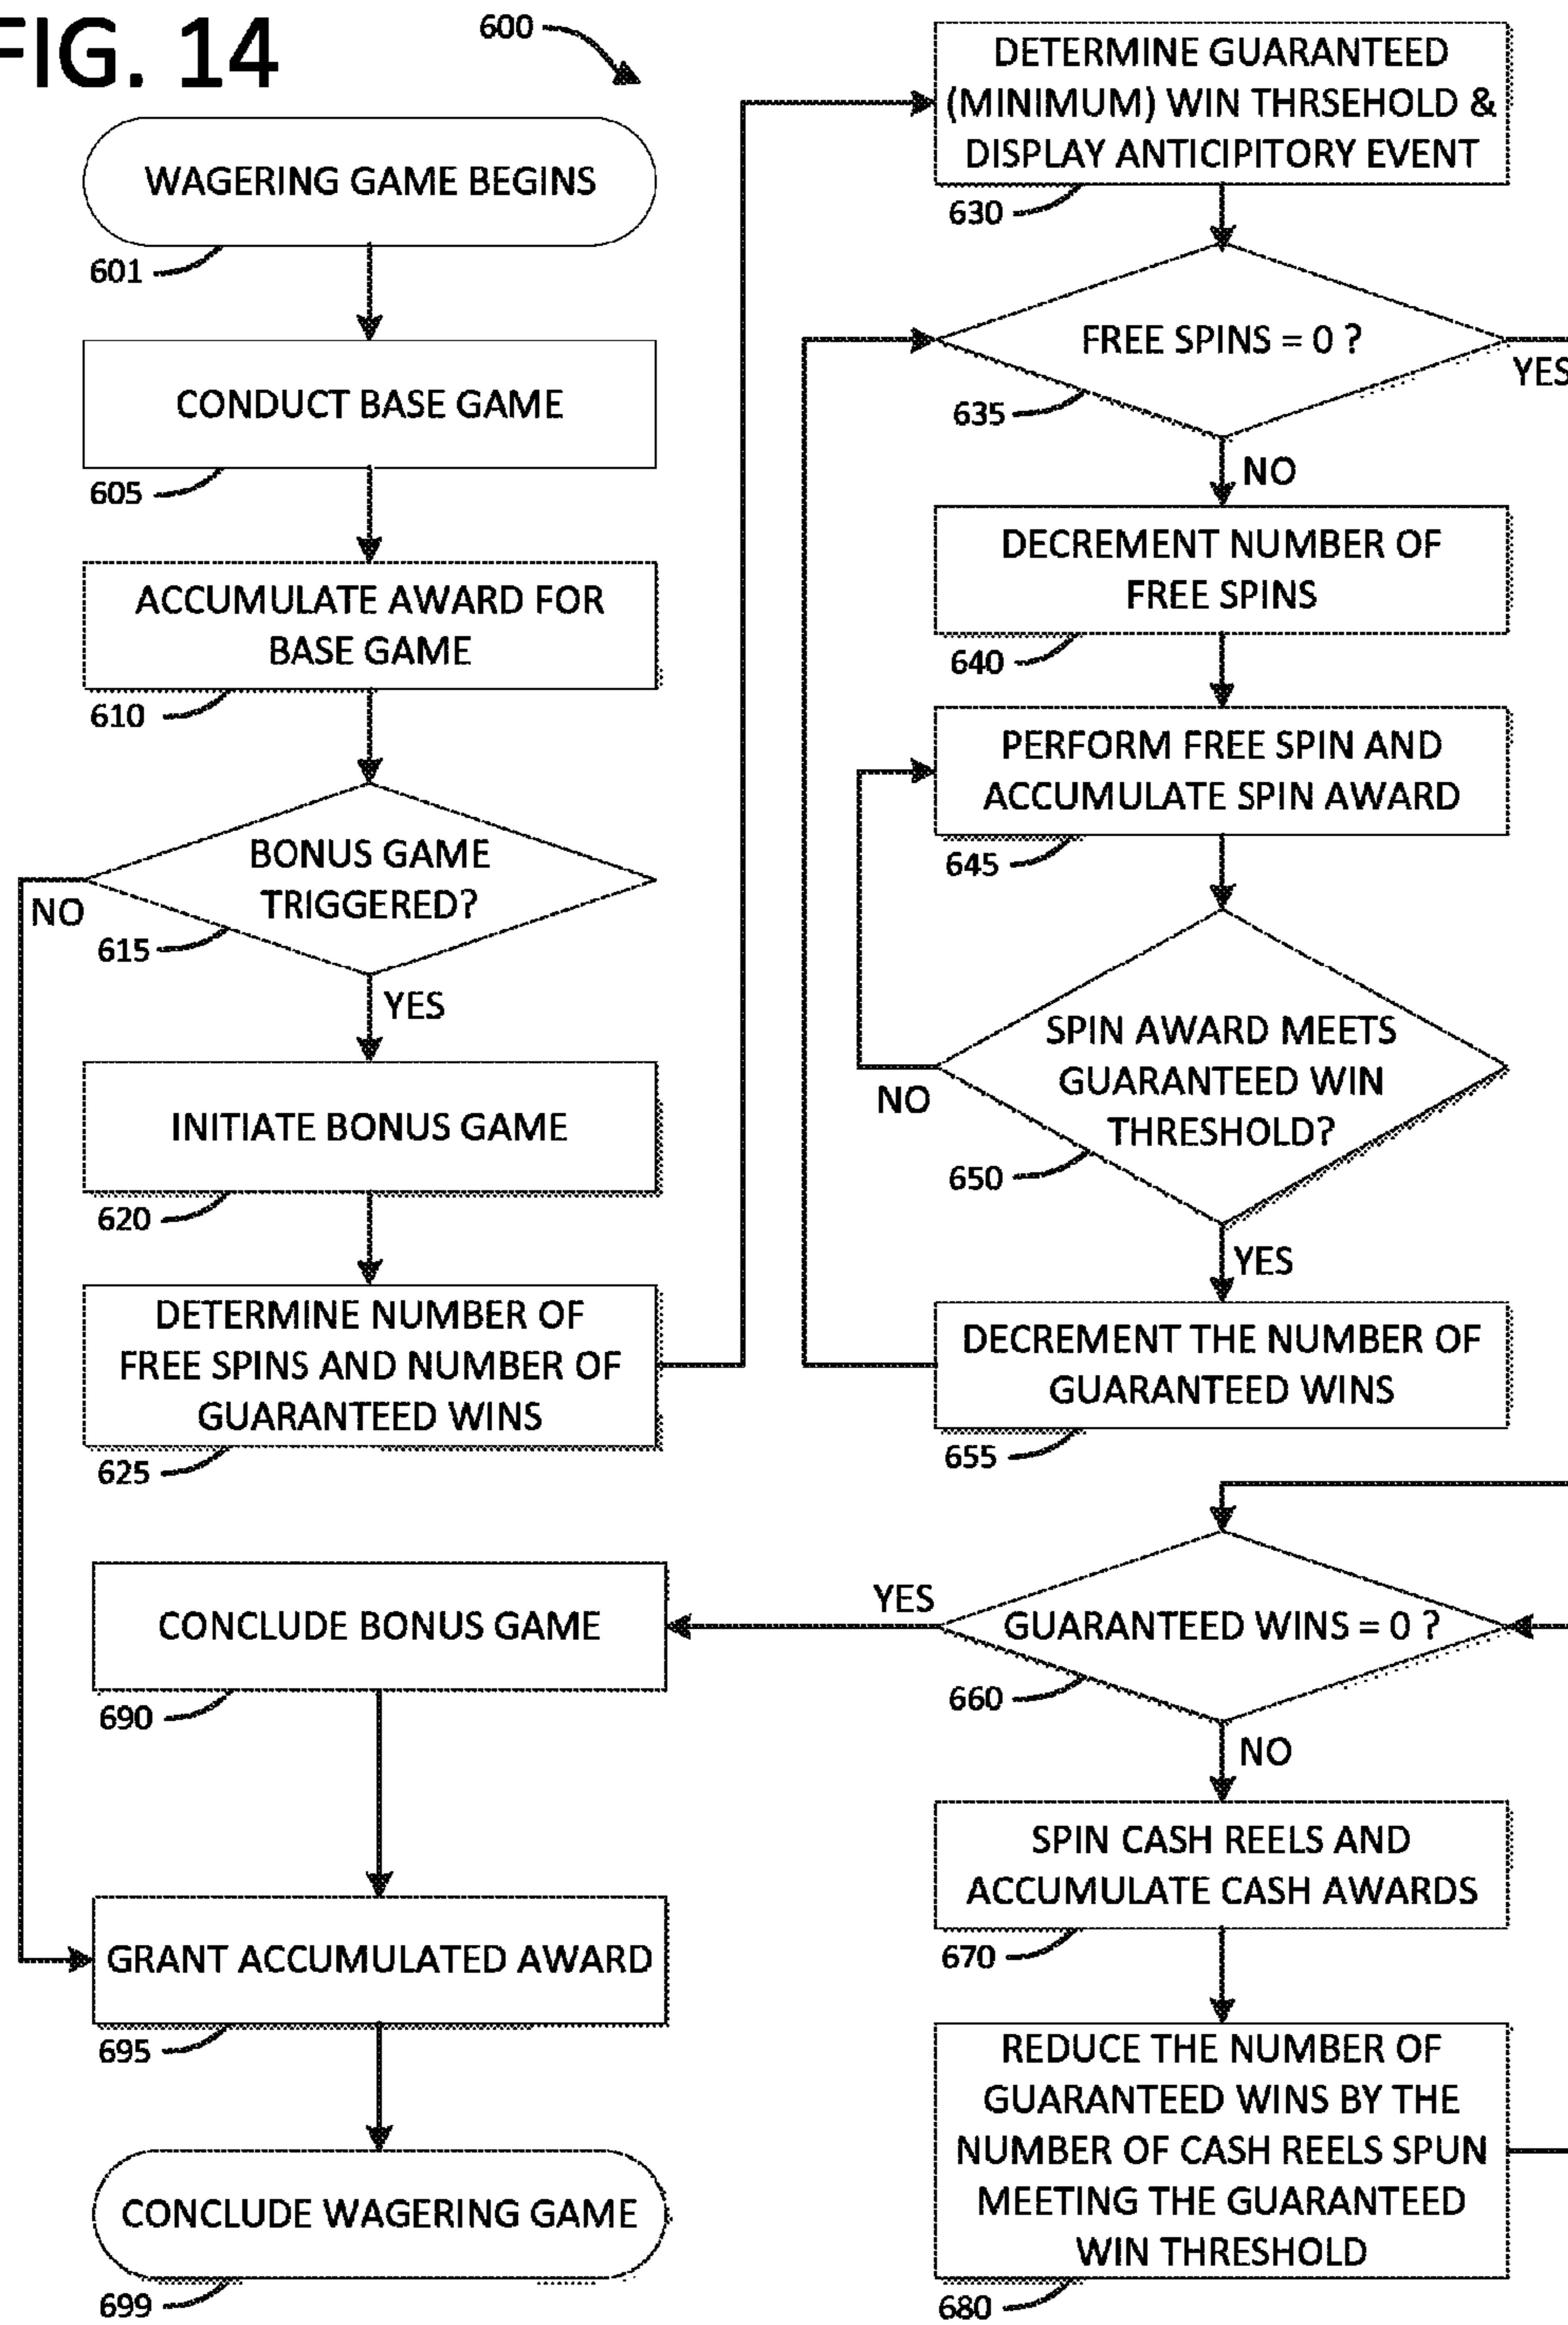 FIG. 14
600
WAGERING GAME BEGINS
601
CONDUCT BASE GAME
605
ACCUMULATE AWARD FOR
BASE GAME
610
BONUS GAME
TRIGGERED?
NO
615
YES
INITIATE BONUS GAME
620
DETERMINE NUMBER OF
FREE SPINS AND NUMBER OF
GUARANTEED WINS
625
DETERMINE GUARANTEED
(MINIMUM) WIN THRSEHOLD &
DISPLAY ANTICIPITORY EVENT
630
FREE SPINS = 0 ?
YES
635
NO
DECREMENT NUMBER OF
FREE SPINS
640
PERFORM FREE SPIN AND
ACCUMULATE SPIN AWARD
645
SPIN AWARD MEETS
GUARANTEED WIN
THRESHOLD?
NO
650
YES
DECREMENT THE NUMBER OF
GUARANTEED WINS
655
GUARANTEED WINS = 0 ?
YES
660
NO
SPIN CASH REELS AND
ACCUMULATE CASH AWARDS
670
REDUCE THE NUMBER OF
GUARANTEED WINS BY THE
NUMBER OF CASH REELS SPUN
MEETING THE GUARANTEED
WIN THRESHOLD
680
CONCLUDE BONUS GAME
690
GRANT ACCUMULATED AWARD
695
CONCLUDE WAGERING GAME
699